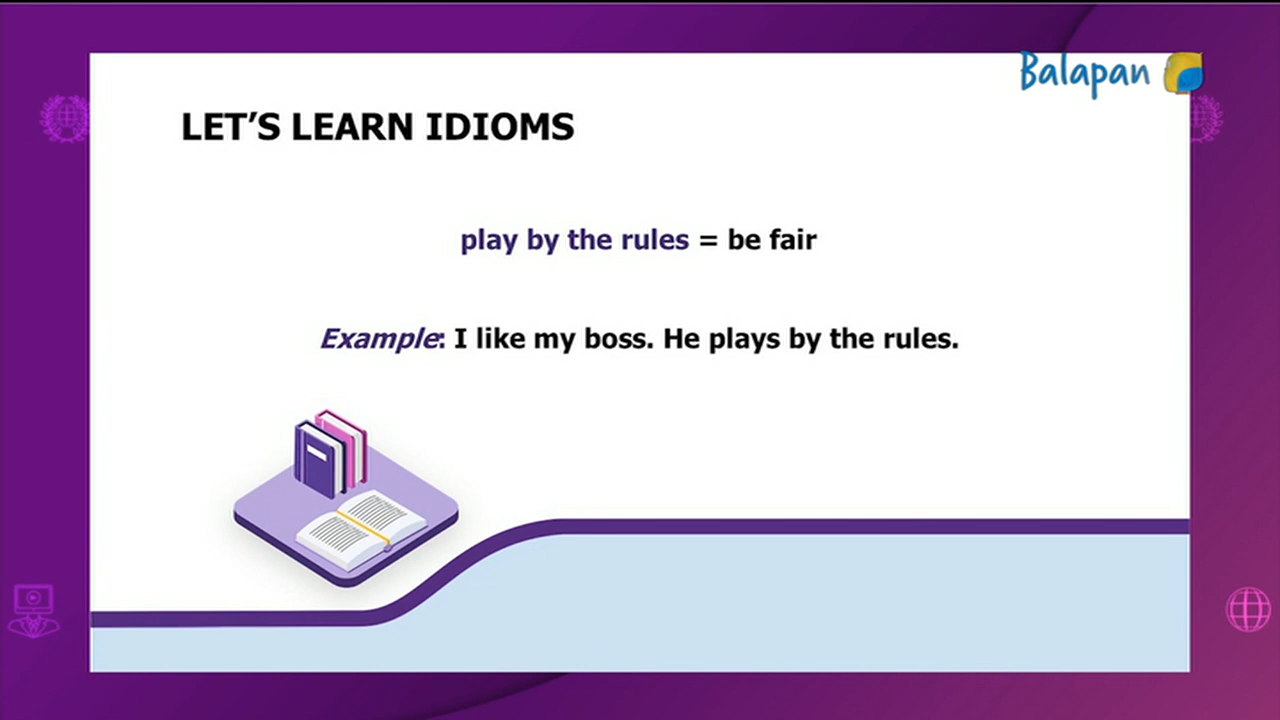 Balapan
LET’S LEARN IDIOMS
play by the rules = be fair
Example: I like my boss. He plays by the rules.